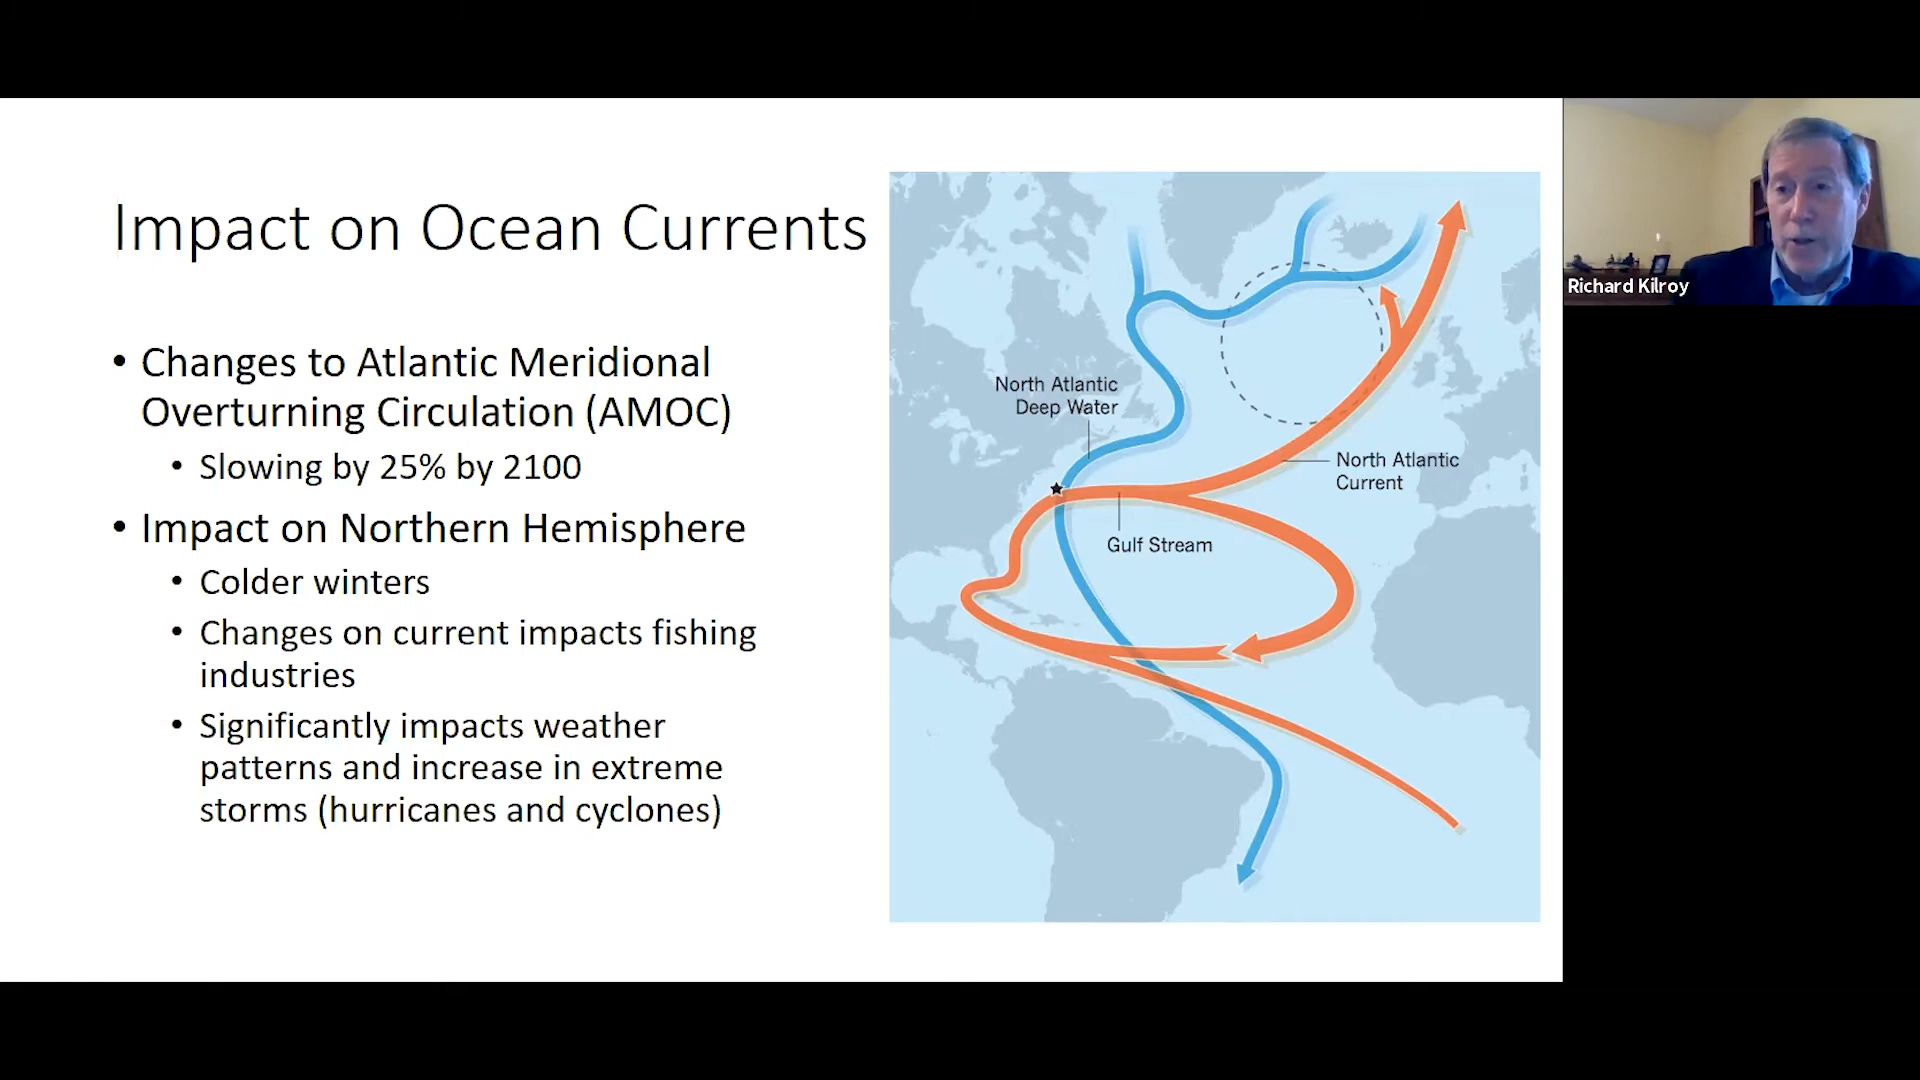 Impact on Ocean Currents
• Changes to Atlantic Meridional
Overturning Circulation (AMOC)
• Slowing by 25% by 2100
• Impact on Northern Hemisphere
• Colder winters
• Changes on current impacts fishing
industries
• Significantly impacts weather
patterns and increase in extreme
storms (hurricanes and cyclones)
North Atlantic
Deep Water
North Atlantic
Current
Gulf Stream
Richard Kilroy